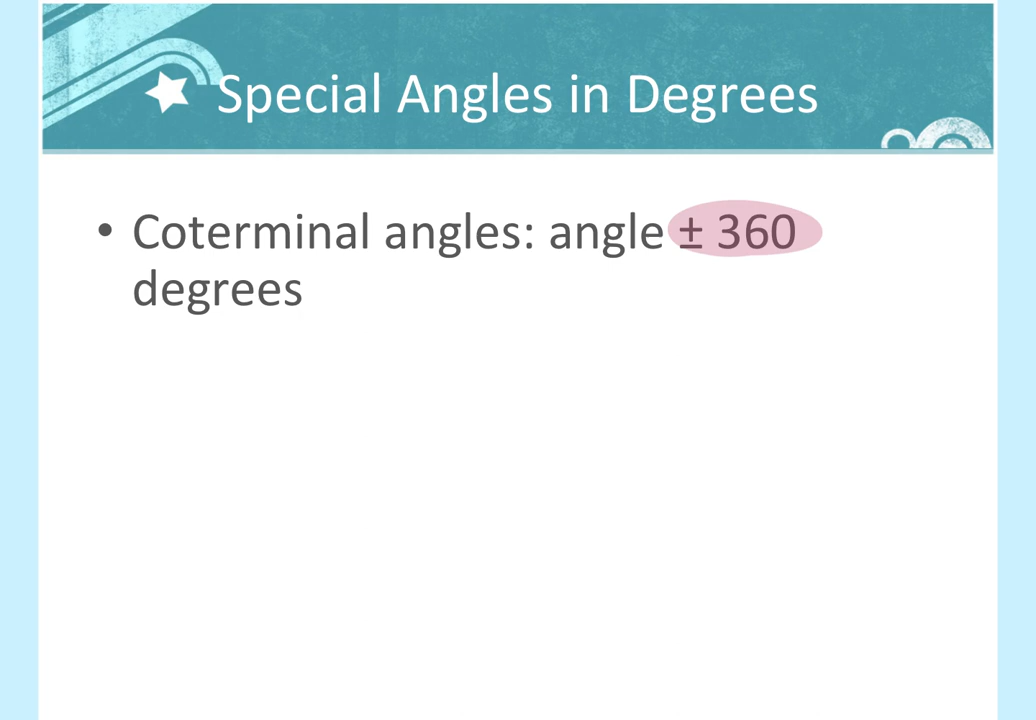 Special Angles in Degrees
• Coterminal angles: angle ± 360
degrees